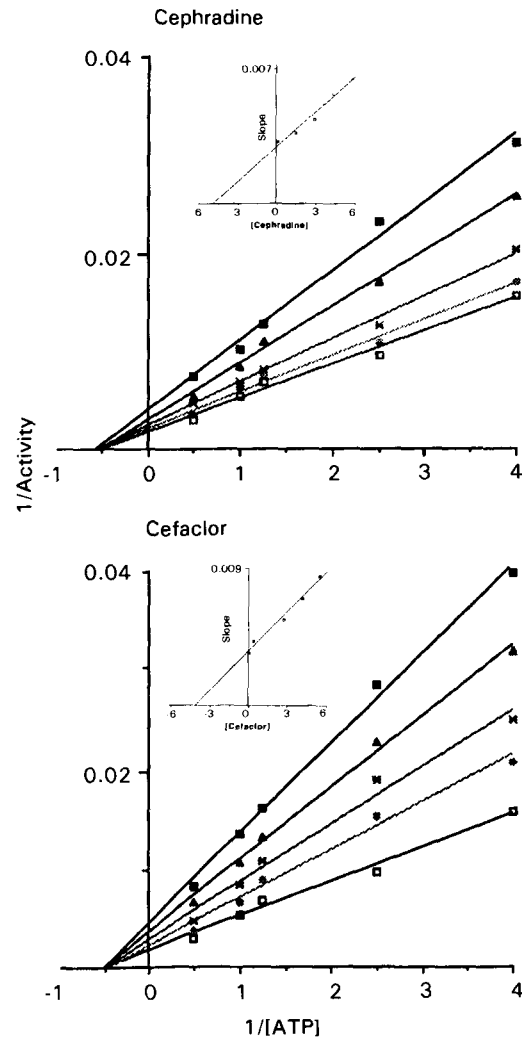 Cephradine
0.04
0.007
Slope
6 3 0 3 6
[Cephradine]
0.02
-1 0 1 2 3 4
1/Activity
Cefaclor
0.04
0.009
Slope
-6 -3 0 3 6
[Cefaclor]
0.02
-1 0 1 2 3 4
1/[ATP]